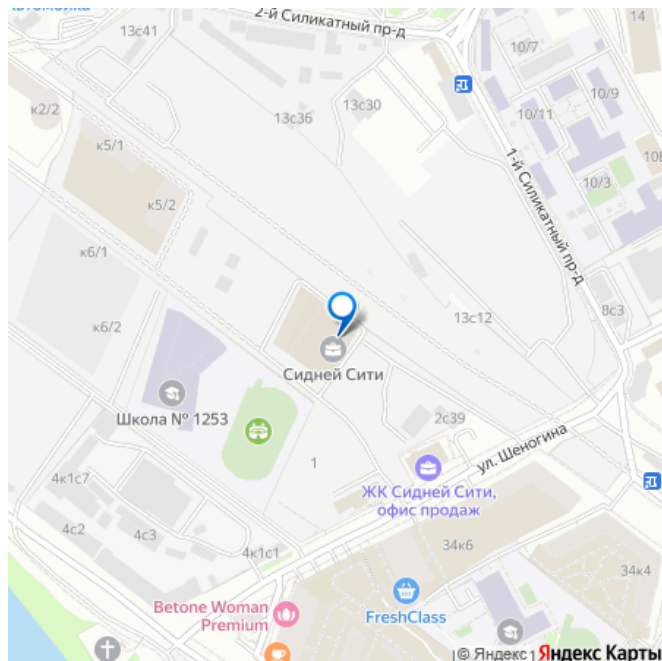 Автомойка
2-й Силикатный пр-д
14
13с41
10/7
10/9
к2/2
13с36
13с30
10/11
к5/1
10/3
1-й Силикатный пр-д
к5/2
к6/1
8с3
13с12
к6/2
Сидней Сити
Школа № 1253
2с39
ул. Шеногина
1
ЖК Сидней Сити,
офис продаж
4к1с7
4с2
4с3
4к1с1
34к6
34к4
Betone Woman
Premium
FreshClass
© Яндекс
1
Яндекс Карты